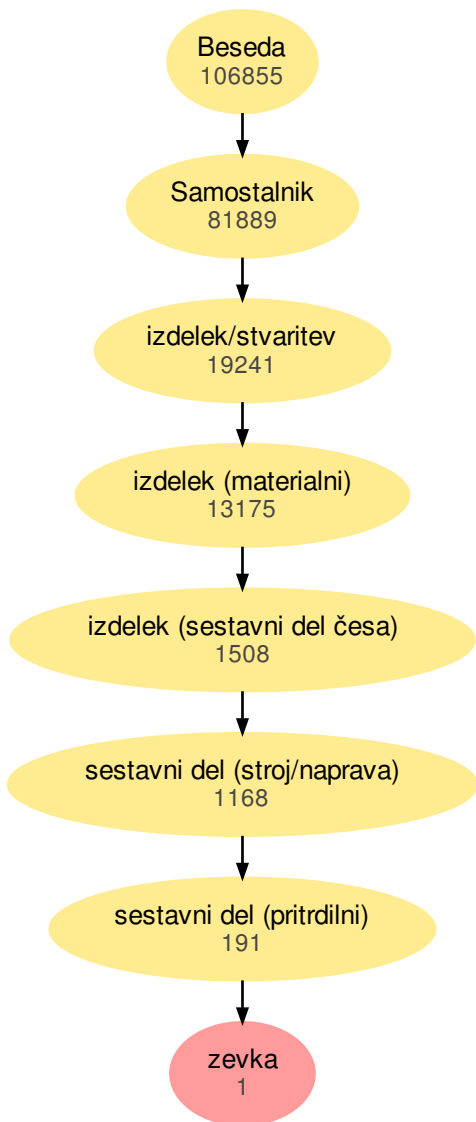 Beseda
106855
Samostalnik
81889
izdelek/stvaritev
19241
izdelek (materialni)
13175
izdelek (sestavni del česa)
1508
sestavni del (stroj/naprava)
1168
sestavni del (pritrdilni)
191
zevka
1